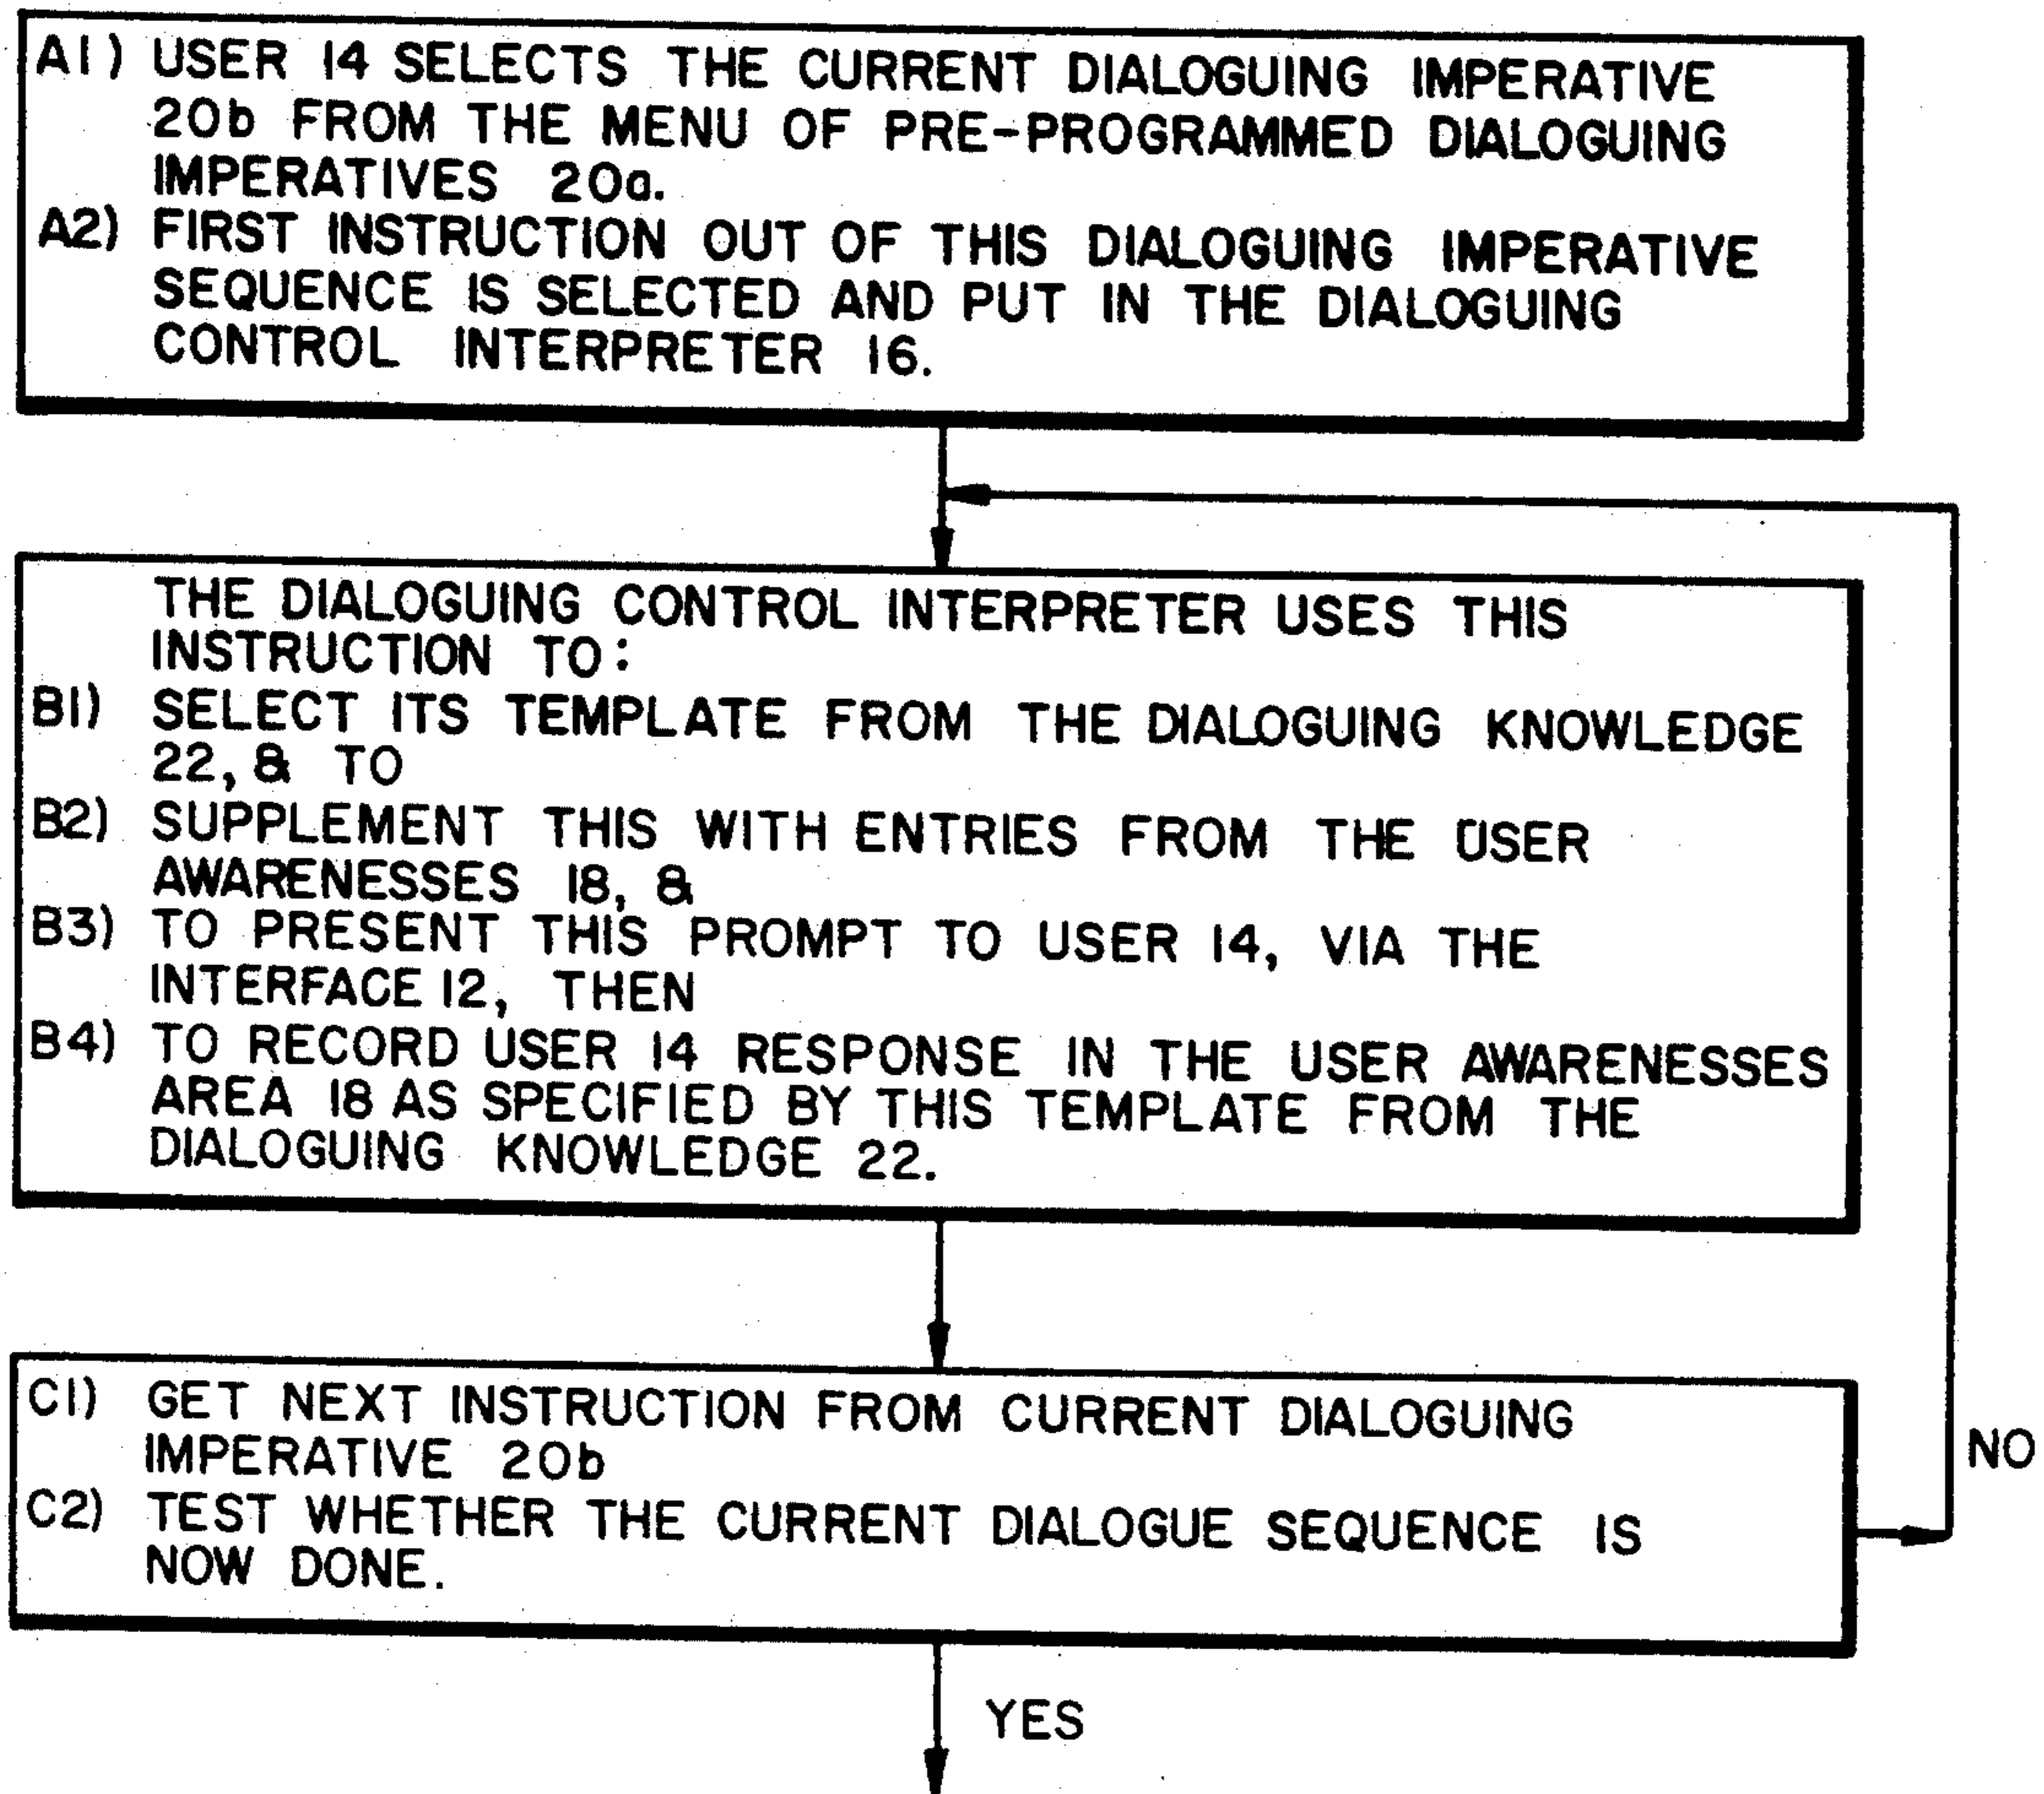 A1) USER 14 SELECTS THE CURRENT DIALOGUING IMPERATIVE
20b FROM THE MENU OF PRE-PROGRAMMED DIALOGUING
IMPERATIVES 20a.
A2) FIRST INSTRUCTION OUT OF THIS DIALOGUING IMPERATIVE
SEQUENCE IS SELECTED AND PUT IN THE DIALOGUING
CONTROL INTERPRETER 16.
THE DIALOGUING CONTROL INTERPRETER USES THIS
INSTRUCTION TO:
B1) SELECT ITS TEMPLATE FROM THE DIALOGUING KNOWLEDGE
22, & TO
B2) SUPPLEMENT THIS WITH ENTRIES FROM THE USER
AWARENESSES 18, &
B3) TO PRESENT THIS PROMPT TO USER 14, VIA THE
INTERFACE 12, THEN
B4) TO RECORD USER 14 RESPONSE IN THE USER AWARENESSES
AREA 18 AS SPECIFIED BY THIS TEMPLATE FROM THE
DIALOGUING KNOWLEDGE 22.
C1) GET NEXT INSTRUCTION FROM CURRENT DIALOGUING
IMPERATIVE 20b
NO
C2) TEST WHETHER THE CURRENT DIALOGUE SEQUENCE IS
NOW DONE.
YES